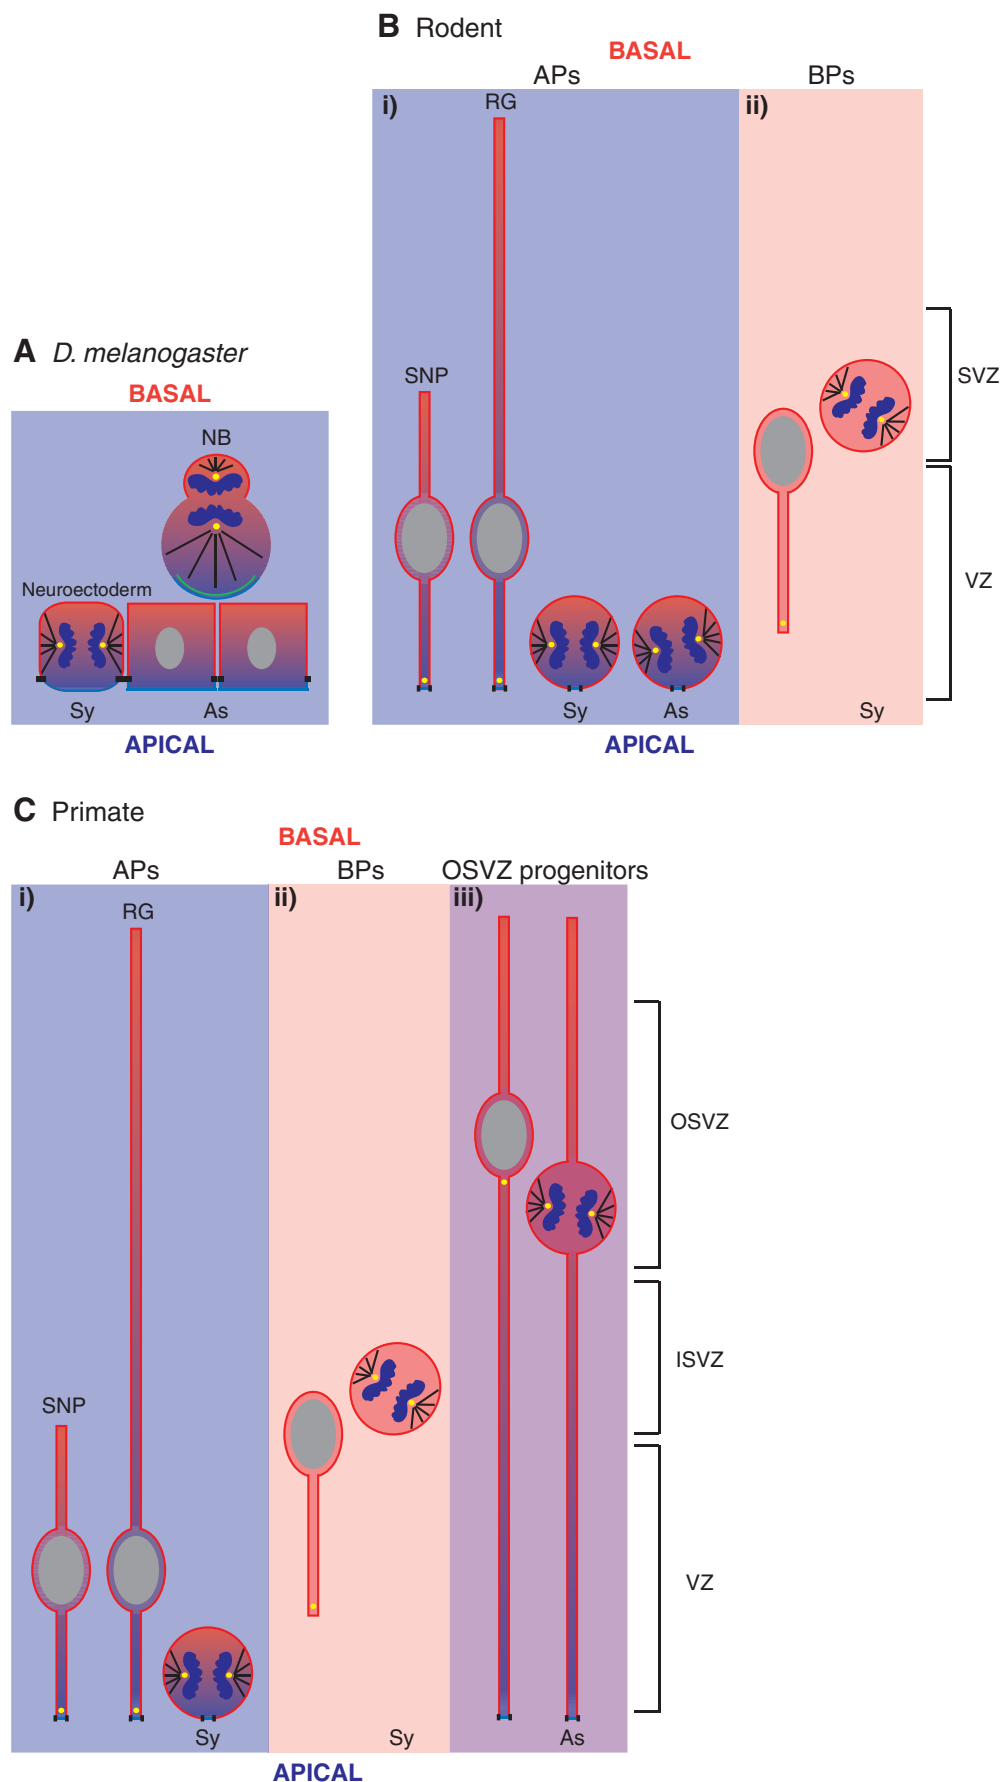 B Rodent
BASAL
APs BPs
i) ii)
RG
SNP
SVZ
VZ
Sy As Sy
APICAL
A D. melanogaster
BASAL
NB
Neuroectoderm
Sy As
APICAL
C Primate
BASAL
APs BPs OSVZ progenitors
i) ii) iii)
RG
OSVZ
ISVZ
SNP
VZ
Sy Sy As
APICAL